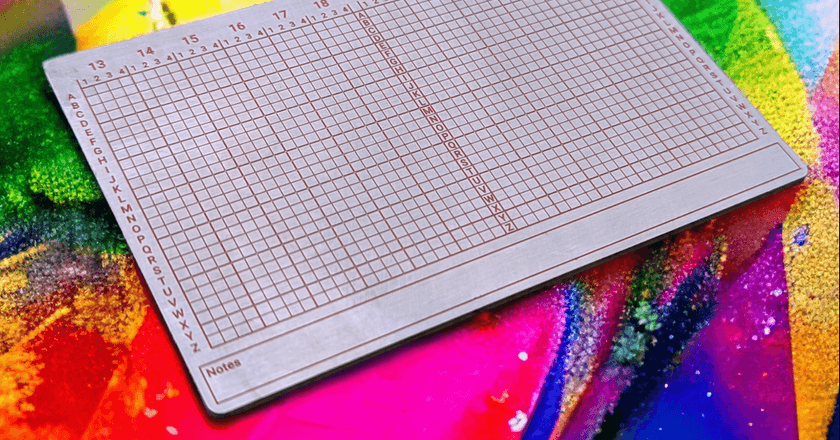 13 14 15 16 17 18
1 2 3 4 1 2 3 4 1 2 3 4 1 2 3 4 1 2 3 4 1 2 3 4
A B C D E F G H I J K L M N O P Q R S T U V W X Y Z
A B C D E F G H I J K L M N O P Q R S T U V W X Y Z
M N O P Q R S T U V W X Y Z
Notes